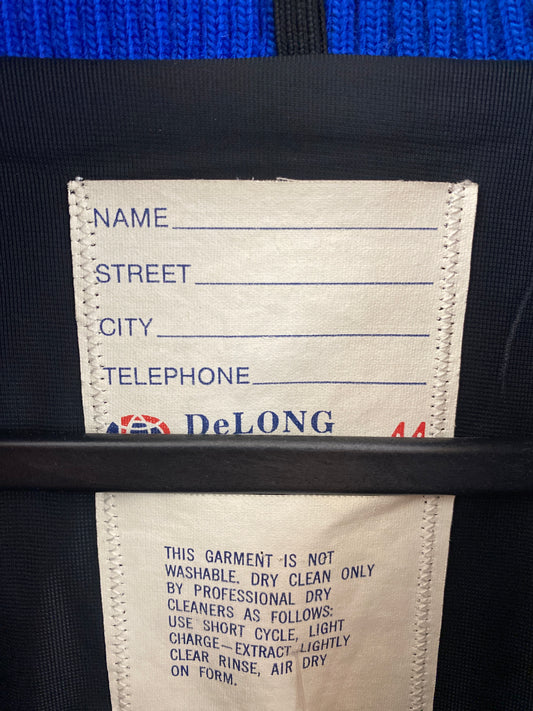 NAME
STREET
CITY
TELEPHONE
DeLONG 44
THIS GARMENT IS NOT
WASHABLE. DRY CLEAN ONLY
BY PROFESSIONAL DRY
CLEANERS AS FOLLOWS:
USE SHORT CYCLE, LIGHT
CHARGE—EXTRACT LIGHTLY
CLEAR RINSE, AIR DRY
ON FORM.